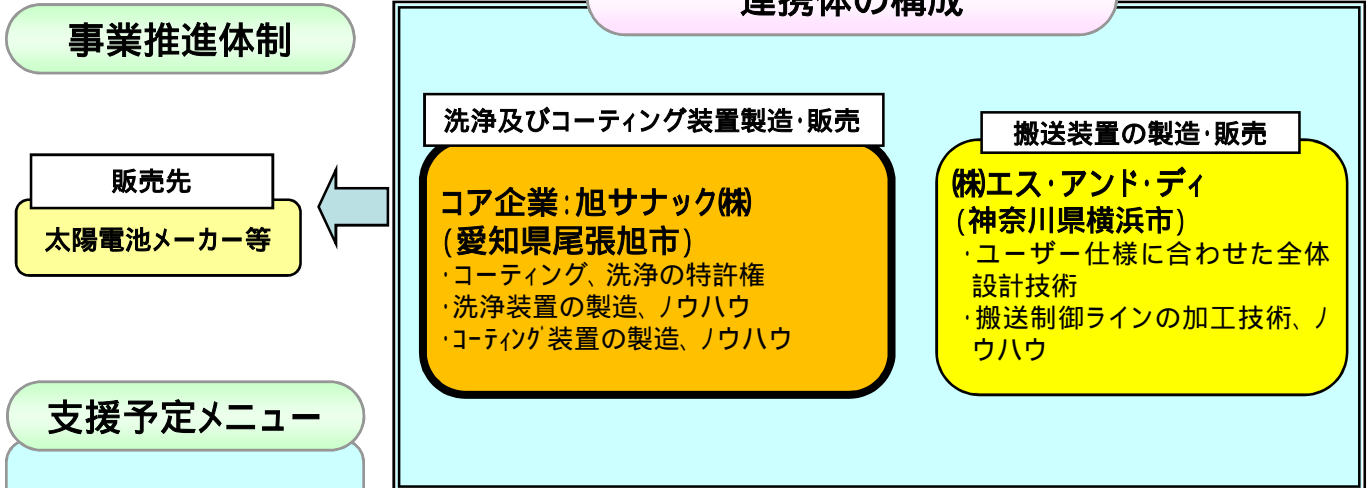 連携体の構成
事業推進体制
洗浄及びコーティング装置製造・販売
搬送装置の製造・販売
販売先
太陽電池メーカー等
コア企業:旭サナック㈱
(愛知県尾張旭市)
・コーティング、洗浄の特許権
・洗浄装置の製造、ノウハウ
・ｺｰﾃｨﾝｸﾞ装置の製造、ノウハウ
㈱エス・アンド・ディ
(神奈川県横浜市)
・ユーザー仕様に合わせた全体
設計技術
・搬送制御ラインの加工技術、ノ
ウハウ
支援予定メニュー